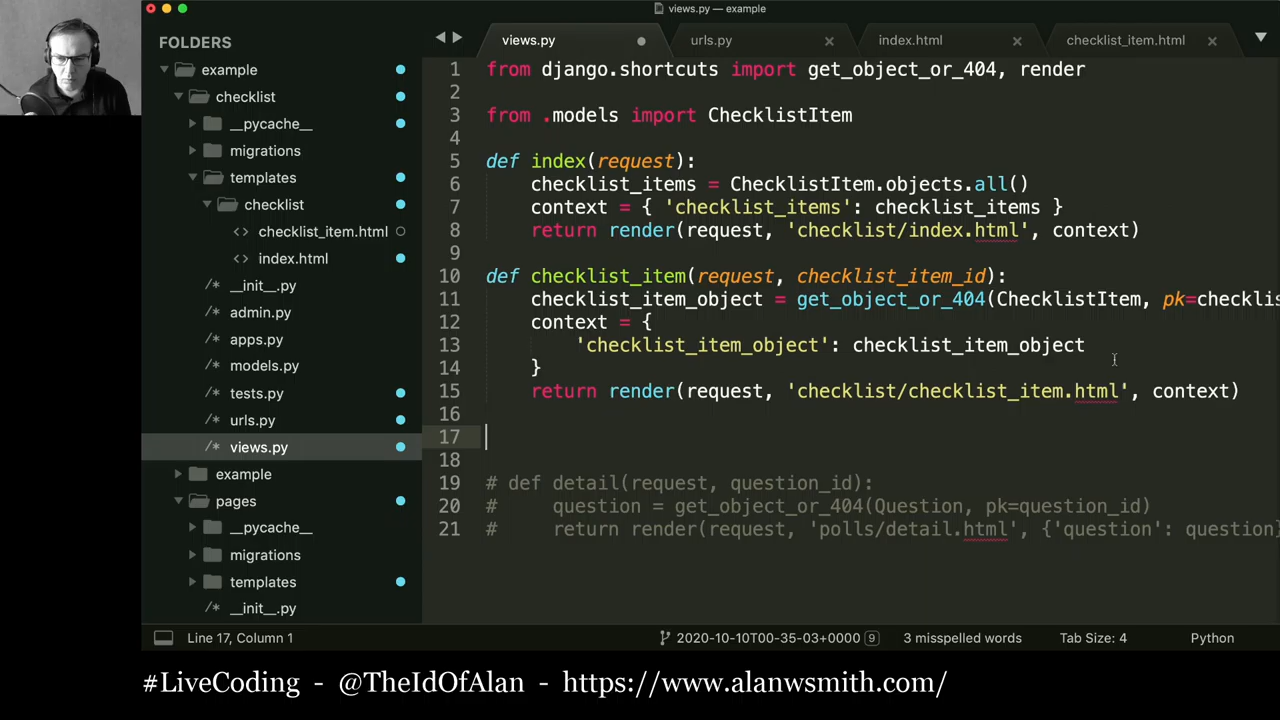 views.py — example
FOLDERS
example
checklist
__pycache__
migrations
templates
checklist
<> checklist_item.html
<> index.html
/* __init__.py
/* admin.py
/* apps.py
/* models.py
/* tests.py
/* urls.py
/* views.py
example
pages
__pycache__
migrations
templates
/* __init__.py
views.py
urls.py
index.html
checklist_item.html
1 from django.shortcuts import get_object_or_404, render
2
3 from .models import ChecklistItem
4
5 def index(request):
6 checklist_items = ChecklistItem.objects.all()
7 context = { 'checklist_items': checklist_items }
8 return render(request, 'checklist/index.html', context)
9
10 def checklist_item(request, checklist_item_id):
11 checklist_item_object = get_object_or_404(ChecklistItem, pk=checklis
12 context = {
13 'checklist_item_object': checklist_item_object
14 }
15 return render(request, 'checklist/checklist_item.html', context)
16
17
18
19 # def detail(request, question_id):
20 # question = get_object_or_404(Question, pk=question_id)
21 # return render(request, 'polls/detail.html', {'question': question}
Line 17, Column 1
2020-10-10T00-35-03+0000 9
3 misspelled words
Tab Size: 4
Python
#LiveCoding - @TheIdOfAlan - https://www.alanwsmith.com/